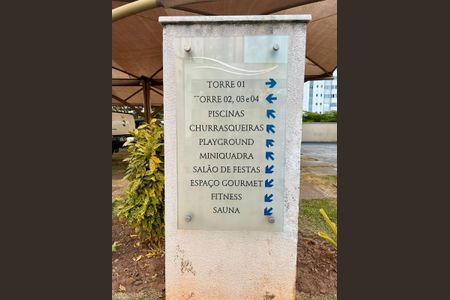 TORRE 01
TORRE 02, 03 e 04
PISCINAS
CHURRASQUEIRAS
PLAYGROUND
MINIQUADRA
SALÃO DE FESTAS
ESPAÇO GOURMET
FITNESS
SAUNA